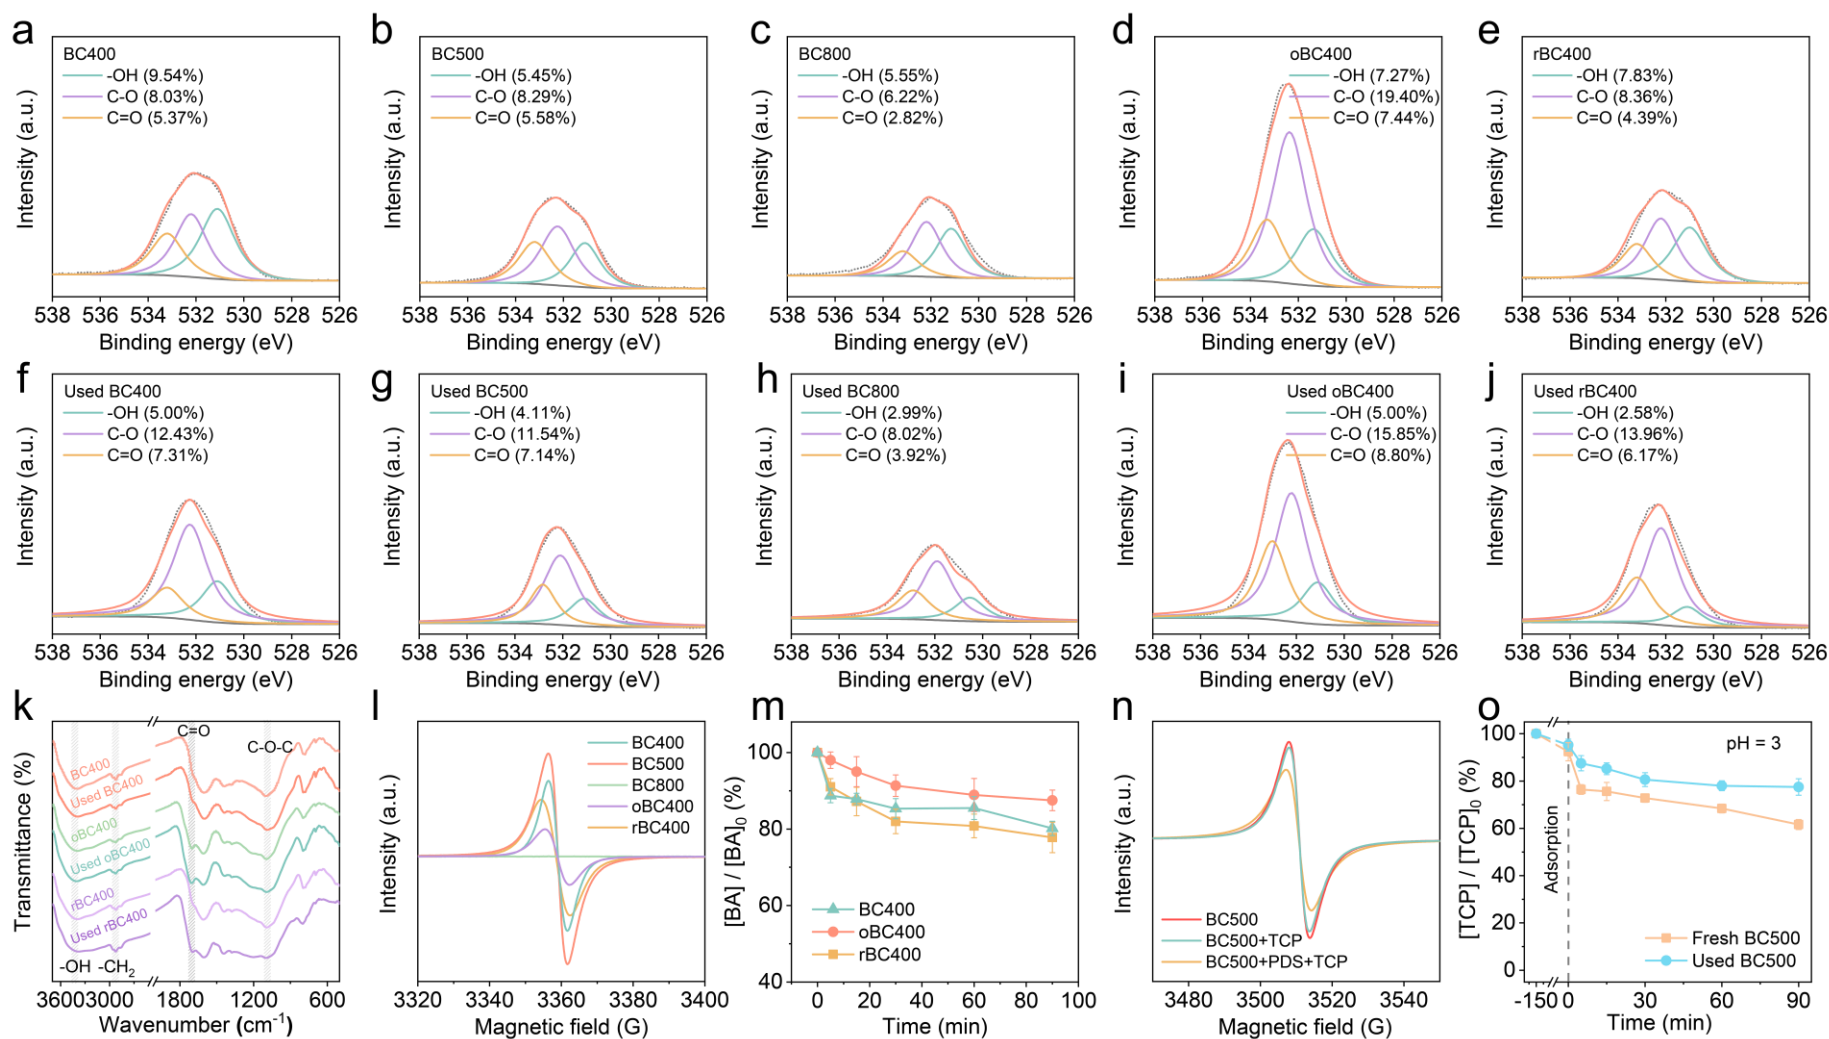 a
BC400
-OH (9.54%)
C-O (8.03%)
C=O (5.37%)
Intensity (a.u.)
538 536 534 532 530 528 526
Binding energy (eV)
b
BC500
-OH (5.45%)
C-O (8.29%)
C=O (5.58%)
Intensity (a.u.)
538 536 534 532 530 528 526
Binding energy (eV)
c
BC800
-OH (5.55%)
C-O (6.22%)
C=O (2.82%)
Intensity (a.u.)
538 536 534 532 530 528 526
Binding energy (eV)
d
oBC400
-OH (7.27%)
C-O (19.40%)
C=O (7.44%)
Intensity (a.u.)
538 536 534 532 530 528 526
Binding energy (eV)
e
rBC400
-OH (7.83%)
C-O (8.36%)
C=O (4.39%)
Intensity (a.u.)
538 536 534 532 530 528 526
Binding energy (eV)
f
Used BC400
-OH (5.00%)
C-O (12.43%)
C=O (7.31%)
Intensity (a.u.)
538 536 534 532 530 528 526
Binding energy (eV)
g
Used BC500
-OH (4.11%)
C-O (11.54%)
C=O (7.14%)
Intensity (a.u.)
538 536 534 532 530 528 526
Binding energy (eV)
h
Used BC800
-OH (2.99%)
C-O (8.02%)
C=O (3.92%)
Intensity (a.u.)
538 536 534 532 530 528 526
Binding energy (eV)
i
Used oBC400
-OH (5.00%)
C-O (15.85%)
C=O (8.80%)
Intensity (a.u.)
538 536 534 532 530 528 526
Binding energy (eV)
j
Used rBC400
-OH (2.58%)
C-O (13.96%)
C=O (6.17%)
Intensity (a.u.)
538 536 534 532 530 528 526
Binding energy (eV)
k
C=O
C-O-C
BC400
Used BC400
oBC400
Used oBC400
rBC400
Used rBC400
-OH -CH2
Transmittance (%)
3600 3000 1800 1200 600
Wavenumber (cm-1)
l
BC400
BC500
BC800
oBC400
rBC400
Intensity (a.u.)
3320 3340 3360 3380 3400
Magnetic field (G)
m
100
80
60
40
[BA] / [BA]0 (%)
BC400
oBC400
rBC400
0 20 40 60 80 100
Time (min)
n
BC500
BC500+TCP
BC500+PDS+TCP
Intensity (a.u.)
3480 3500 3520 3540
Magnetic field (G)
o
pH = 3
100
80
60
40
20
0
[TCP] / [TCP]0 (%)
Adsorption
Fresh BC500
Used BC500
-150 0 30 60 90
Time (min)